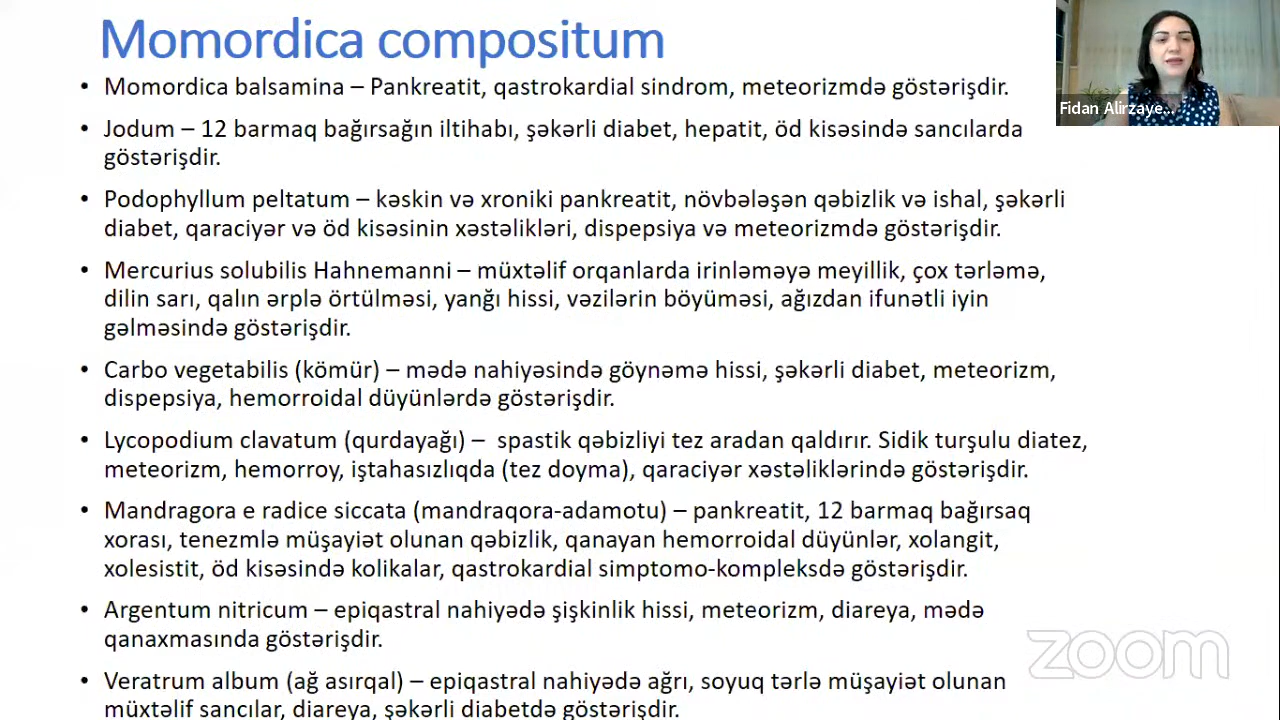 Momordica compositum
• Momordica balsamina – Pankreatit, qastrokardial sindrom, meteorizmdə göstərişdir.
• Jodum – 12 barmaq bağırsağın iltihabı, şəkərli diabet, hepatit, öd kisəsində sancılarda
göstərişdir.
• Podophyllum peltatum – kəskin və xroniki pankreatit, növbələşən qəbizlik və ishal, şəkərli
diabet, qaraciyər və öd kisəsinin xəstəlikləri, dispepsiya və meteorizmdə göstərişdir.
• Mercurius solubilis Hahnemanni – müxtəlif orqanlarda irinləməyə meyillik, çox tərləmə,
dilin sarı, qalın ərplə örtülməsi, yanğı hissi, vəzilərin böyüməsi, ağızdan ifunətli iyin
gəlməsində göstərişdir.
• Carbo vegetabilis (kömür) – mədə nahiyəsində göynəmə hissi, şəkərli diabet, meteorizm,
dispepsiya, hemorroidal düyünlərdə göstərişdir.
• Lycopodium clavatum (qurdayağı) – spastik qəbizliyi tez aradan qaldırır. Sidik turşulu diatez,
meteorizm, hemorroy, iştahasızlıqda (tez doyma), qaraciyər xəstəliklərində göstərişdir.
• Mandragora e radice siccata (mandraqora-adamotu) – pankreatit, 12 barmaq bağırsaq
xorası, tenezmlə müşayiət olunan qəbizlik, qanayan hemorroidal düyünlər, xolangit,
xolesistit, öd kisəsində kolikalar, qastrokardial simptomo-kompleksdə göstərişdir.
• Argentum nitricum – epiqastral nahiyədə şişkinlik hissi, meteorizm, diareya, mədə
qanaxmasında göstərişdir.
• Veratrum album (ağ asırqal) – epiqastral nahiyədə ağrı, soyuq tərlə müşayiət olunan
müxtəlif sancılar, diareya, şəkərli diabetdə göstərişdir.
Fidan Alirzaye...
zoom